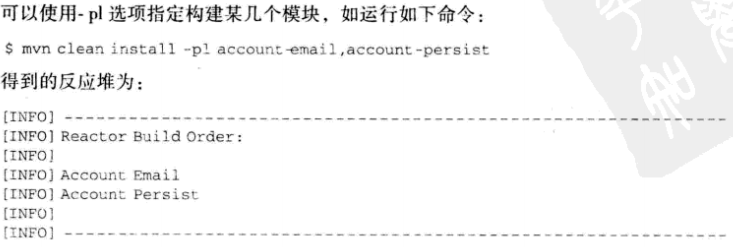 可以使用- pl 选项指定构建某几个模块，如运行如下命令：
$ mvn clean install -pl account-email,account-persist
得到的反应堆为：
[INFO] ------------------------------------------------------------------------
[INFO] Reactor Build Order:
[INFO]
[INFO] Account Email
[INFO] Account Persist
[INFO]
[INFO] ------------------------------------------------------------------------